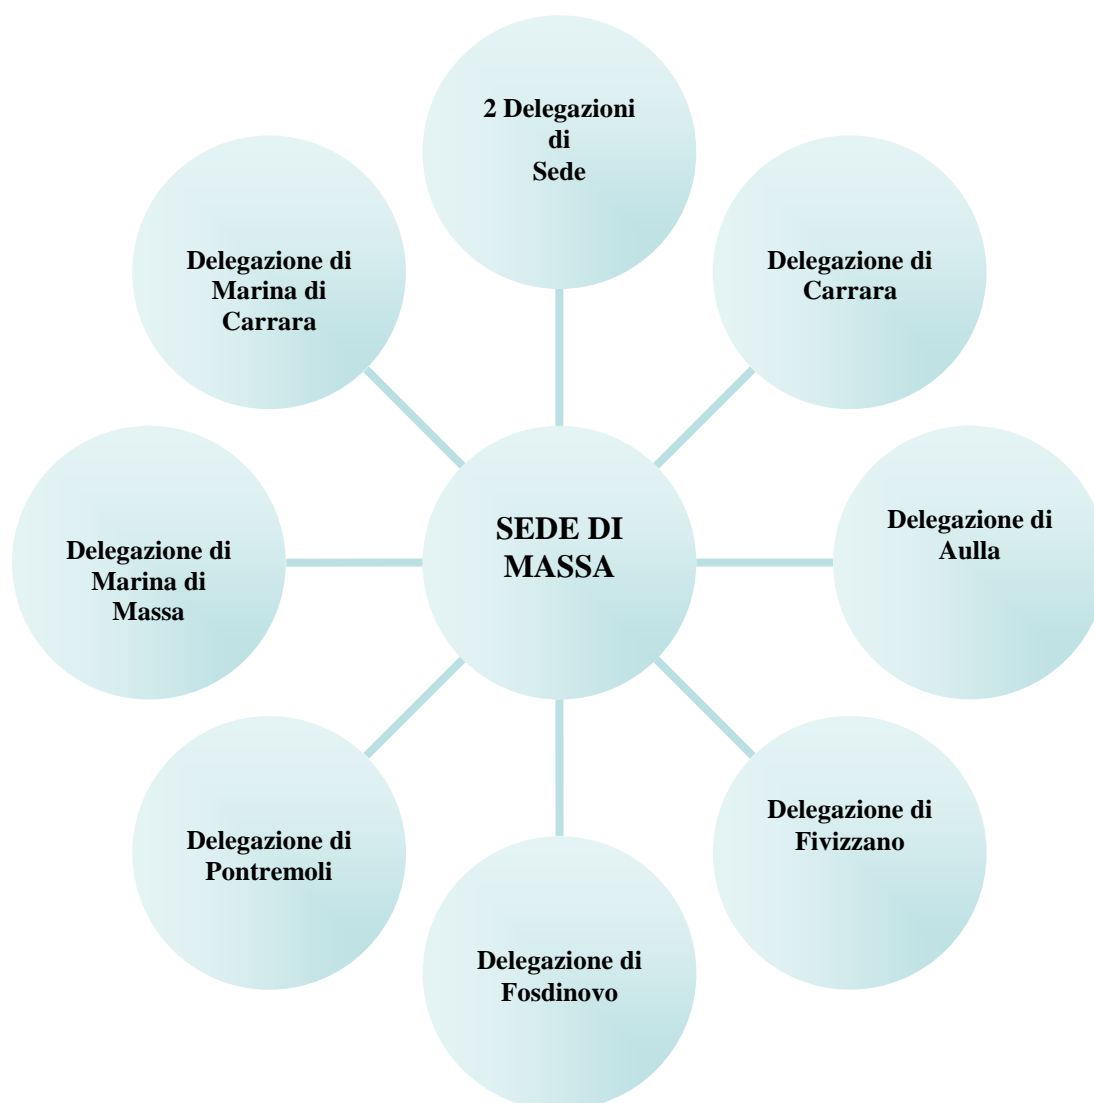 2 Delegazioni
di
Sede
Delegazione di
Carrara
Delegazione di
Aulla
Delegazione di
Fivizzano
Delegazione di
Fosdinovo
Delegazione di
Pontremoli
Delegazione di
Marina di
Massa
Delegazione di
Marina di
Carrara
SEDE DI
MASSA